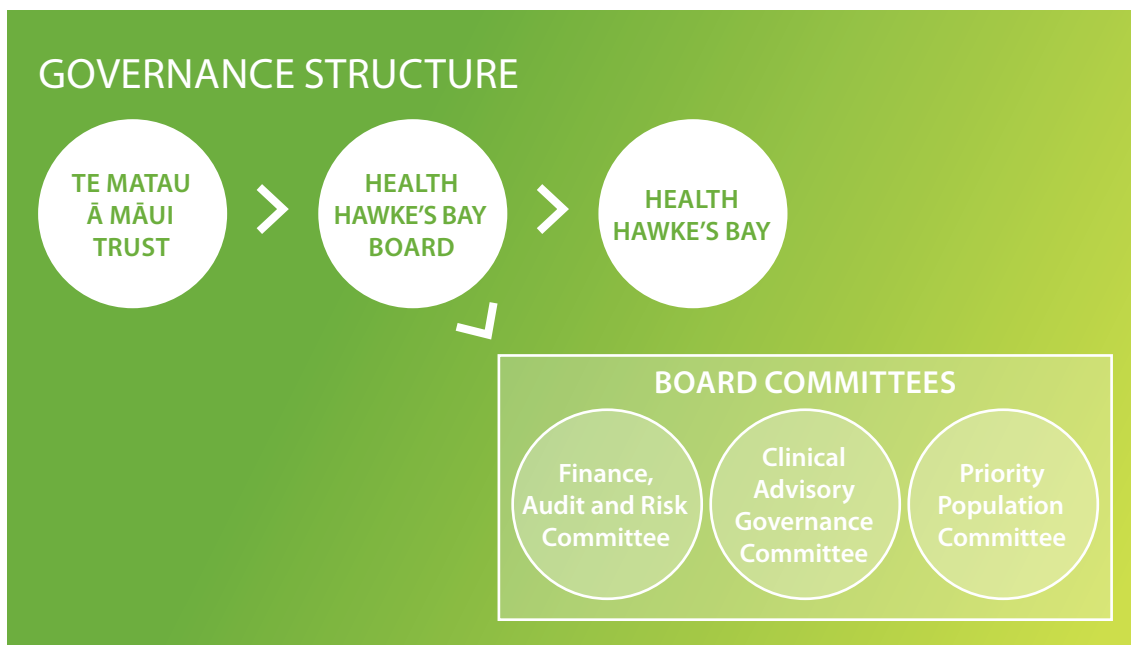 GOVERNANCE STRUCTURE
TE MATAU
Ā MĀUI
TRUST
HEALTH
HAWKE’S BAY
BOARD
HEALTH
HAWKE’S BAY
BOARD COMMITTEES
Finance,
Audit and Risk
Committee
Clinical
Advisory
Governance
Committee
Priority
Population
Committee